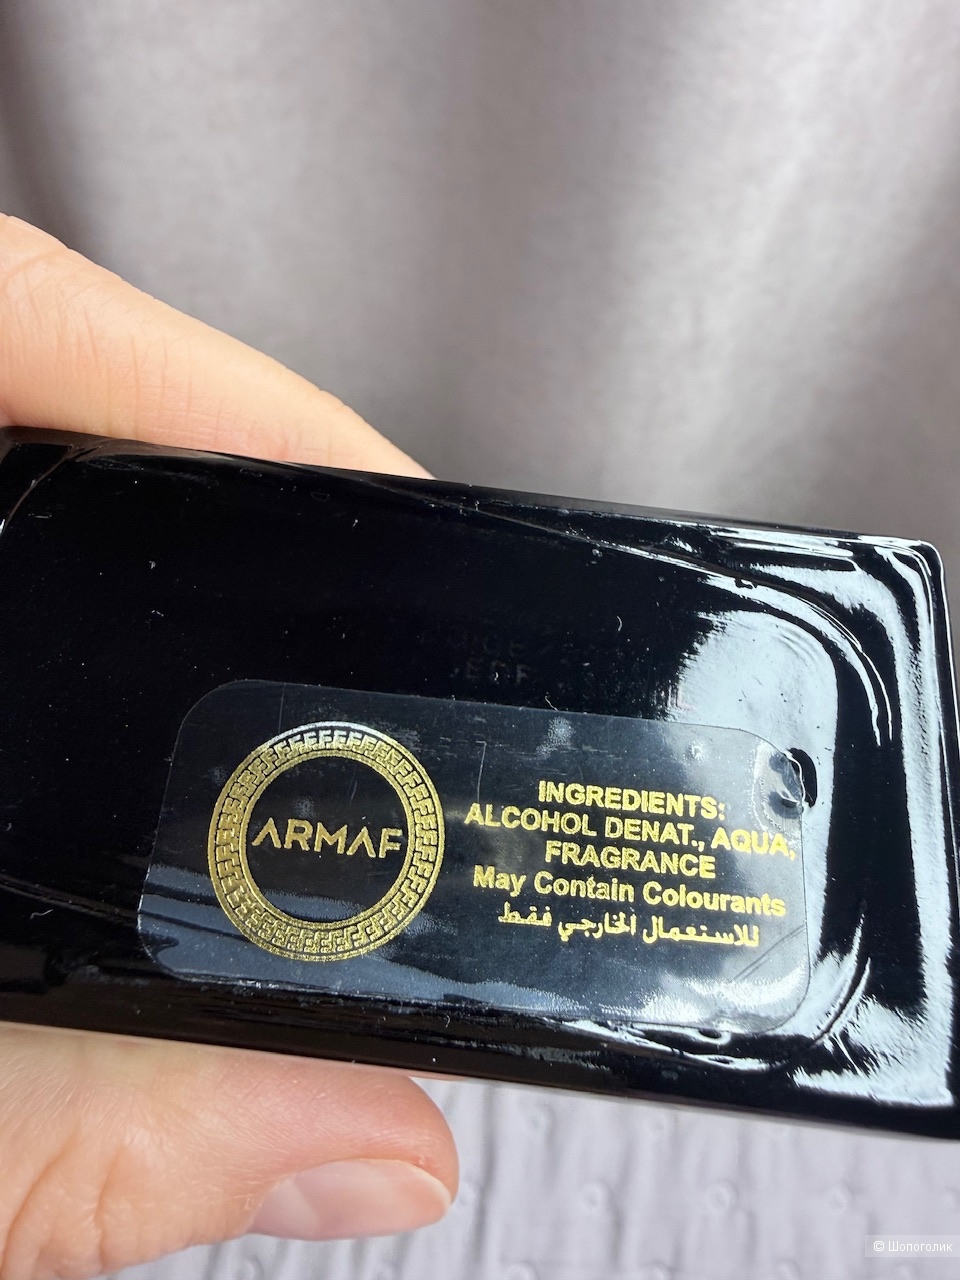 ARMAF
INGREDIENTS:
ALCOHOL DENAT., AQUA,
FRAGRANCE
May Contain Colourants
للاستعمال الخارجي فقط
© Шопоголик